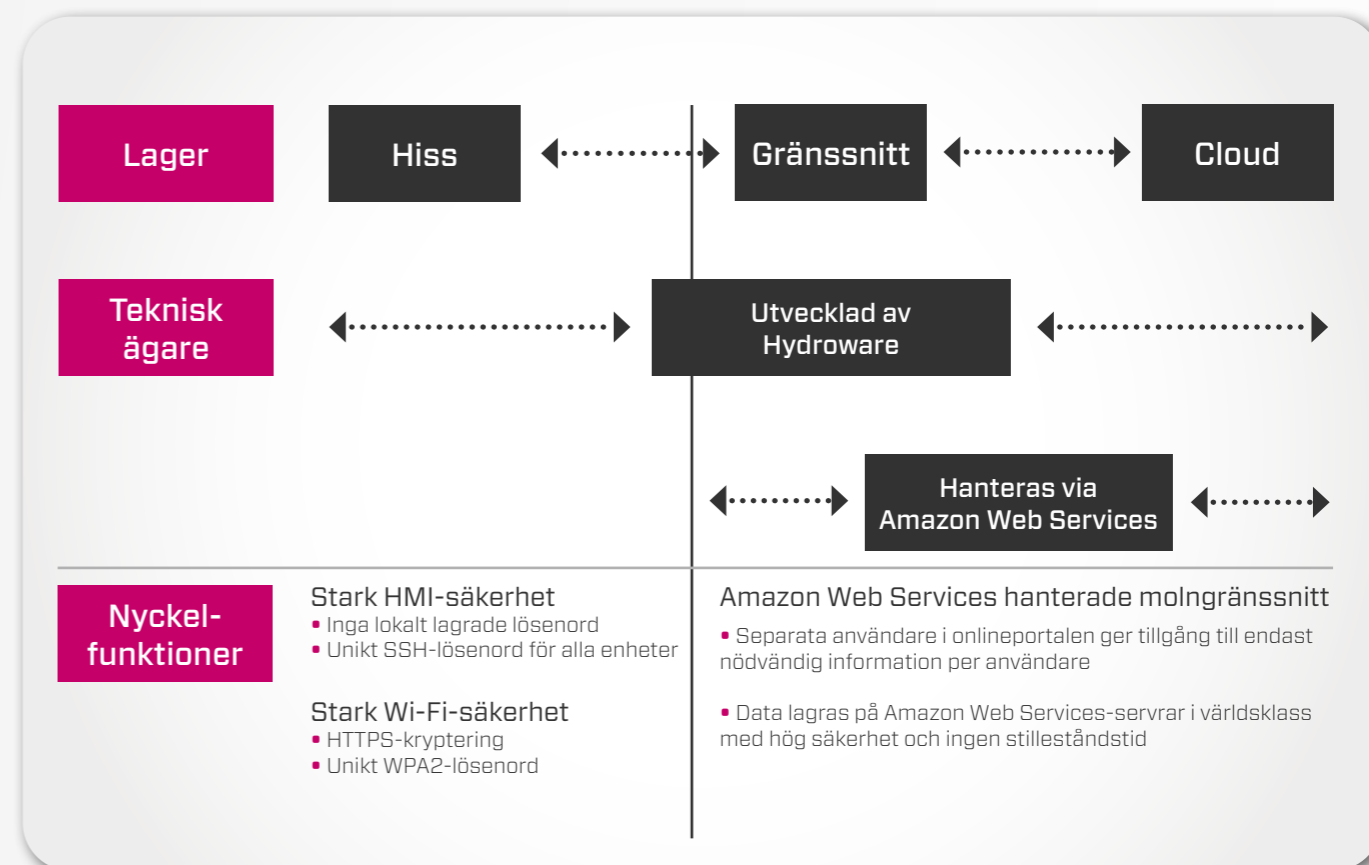 Lager
Hiss
Gränssnitt
Cloud
Teknisk
ägare
Utvecklad av
Hydroware
Hanteras via
Amazon Web Services
Nyckel-
funktioner
Stark HMI-säkerhet
• Inga lokalt lagrade lösenord
• Unikt SSH-lösenord för alla enheter
Stark Wi-Fi-säkerhet
• HTTPS-kryptering
• Unikt WPA2-lösenord
Amazon Web Services hanterade molngränssnitt
• Separata användare i onlineportalen ger tillgång till endast
nödvändig information per användare
• Data lagras på Amazon Web Services-servrar i världsklass
med hög säkerhet och ingen stilleståndstid